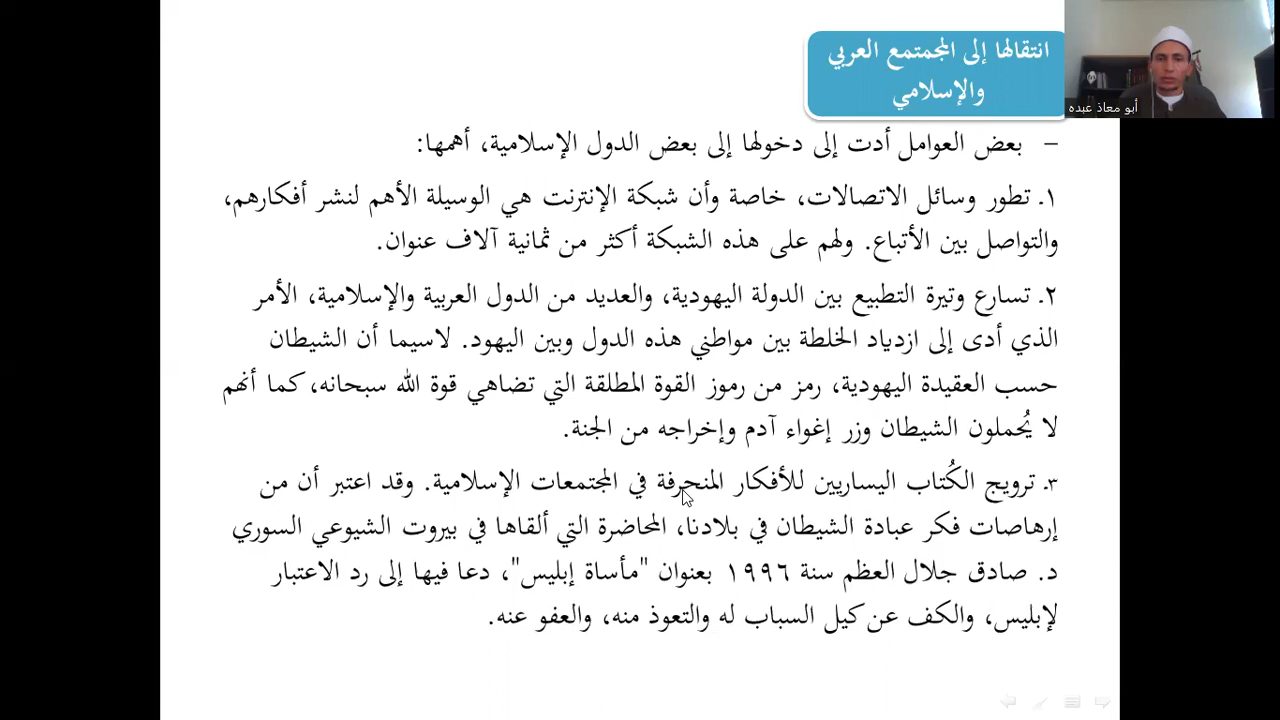 انتقالها إلى المجمتمع العربي
والإسلامي
أبو معاذ عبده
– بعض العوامل أدت إلى دخولها إلى بعض الدول الإسلامية، أهمها:
١. تطور وسائل الاتصالات، خاصة وأن شبكة الإنترنت هي الوسيلة الأهم لنشر أفكارهم،
والتواصل بين الأتباع. ولهم على هذه الشبكة أكثر من ثمانية آلاف عنوان.
٢. تسارع وتيرة التطبيع بين الدولة اليهودية، والعديد من الدول العربية والإسلامية، الأمر
الذي أدى إلى ازدياد الخلطة بين مواطني هذه الدول وبين اليهود. لاسيما أن الشيطان
حسب العقيدة اليهودية، رمز من رموز القوة المطلقة التي تضاهي قوة الله سبحانه، كما أنهم
لا يُحملون الشيطان وزر إغواء آدم وإخراجه من الجنة.
٣. ترويج الكُتاب اليساريين للأفكار المنحرفة في المجتمعات الإسلامية. وقد اعتبر أن من
إرهاصات فكر عبادة الشيطان في بلادنا، المحاضرة التي ألقاها في بيروت الشيوعي السوري
د. صادق جلال العظم سنة ١٩٩٦ بعنوان "مأساة إبليس"، دعا فيها إلى رد الاعتبار
لإبليس، والكف عن كيل السباب له والتعوذ منه، والعفو عنه.